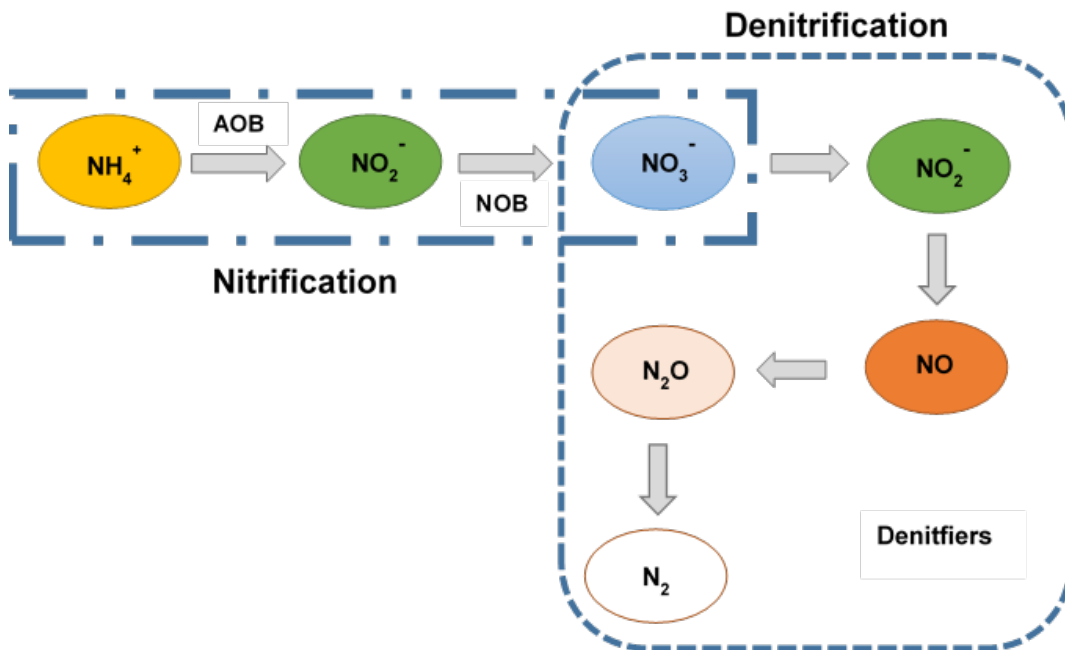 Denitrification
AOB
NH₄⁺
NO₂⁻
NO₃⁻
NO₂⁻
NOB
Nitrification
N₂O
NO
Denitfiers
N₂